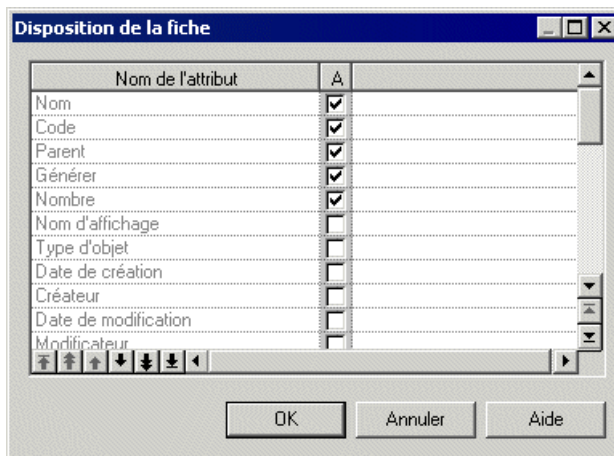 Disposition de la fiche
Nom de l'attribut A
Nom
Code
Parent
Générer
Nombre
Nom d'affichage
Type d'objet
Date de création
Créateur
Date de modification
Modificateur
OK Annuler Aide